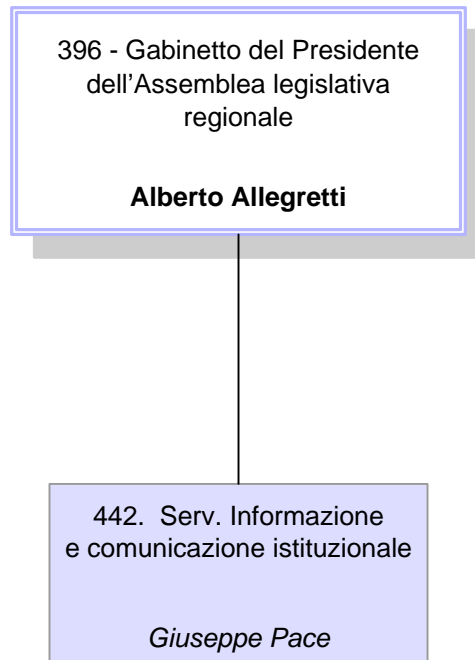 396 - Gabinetto del Presidente
dell'Assemblea legislativa
regionale
Alberto Allegretti
442.  Serv. Informazione
e comunicazione istituzionale
Giuseppe Pace